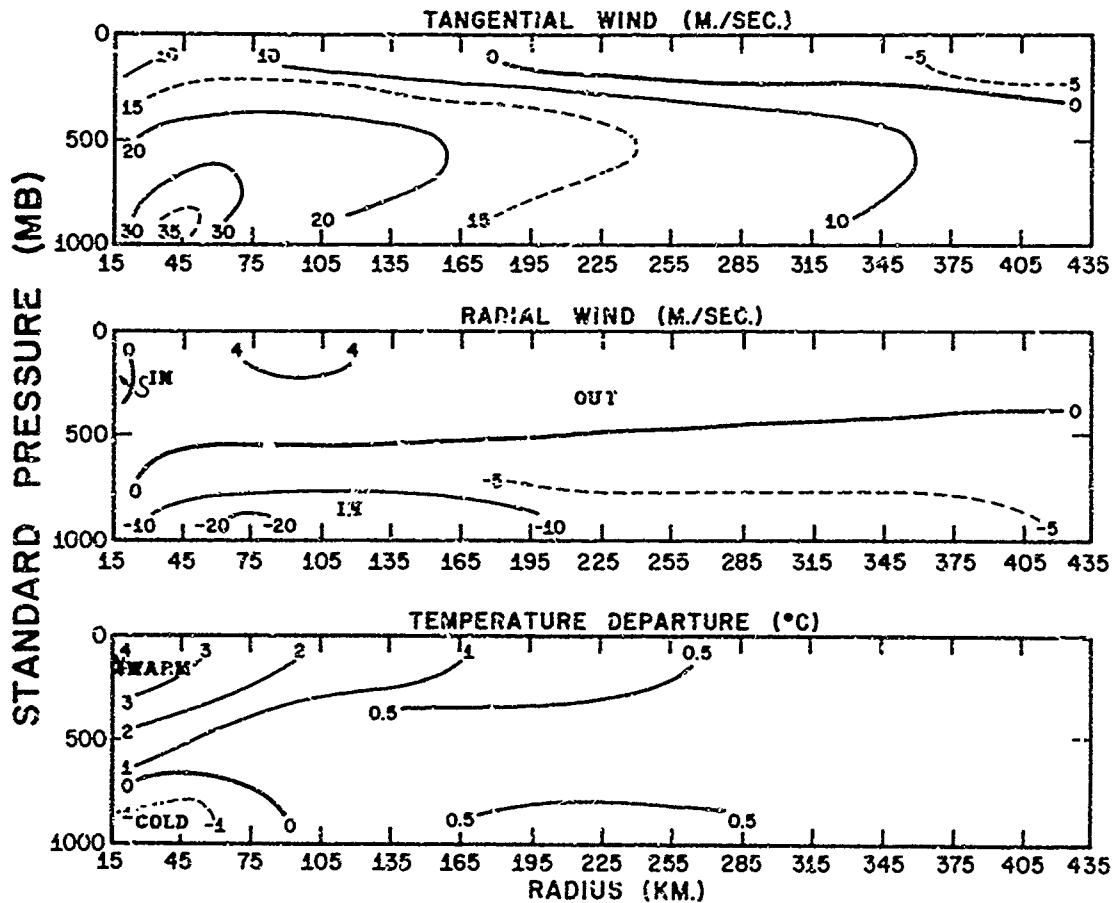 STANDARD PRESSURE (MB)
TANGENTIAL WIND (M./SEC.)
0
500
1000
10 0 -5
15 -5
0
20
30 35 30 20 15 10
15 45 75 105 135 165 195 225 255 285 315 345 375 405 435
RADIAL WIND (M./SEC.)
0
500
1000
0 4 4
IN
OUT
0
0
-5
IN
-10 -20 -20 -10 -5
15 45 75 105 135 165 195 225 255 285 315 345 375 405 435
TEMPERATURE DEPARTURE (°C)
0
500
1000
4 3 2 1 0.5
WARM
3
0.5
2
1
0
-1
COLD -1 0 0.5 0.5
15 45 75 105 135 165 195 225 255 285 315 345 375 405 435
RADIUS (KM.)